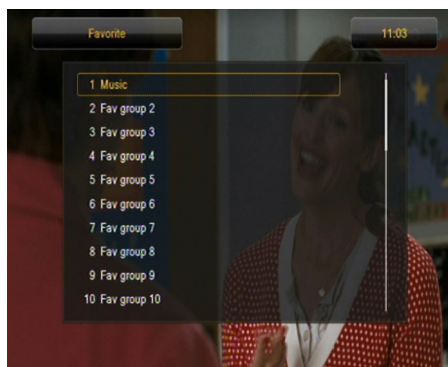 Favorite
11:03
1 Music
2 Fav group 2
3 Fav group 3
4 Fav group 4
5 Fav group 5
6 Fav group 6
7 Fav group 7
8 Fav group 8
9 Fav group 9
10 Fav group 10